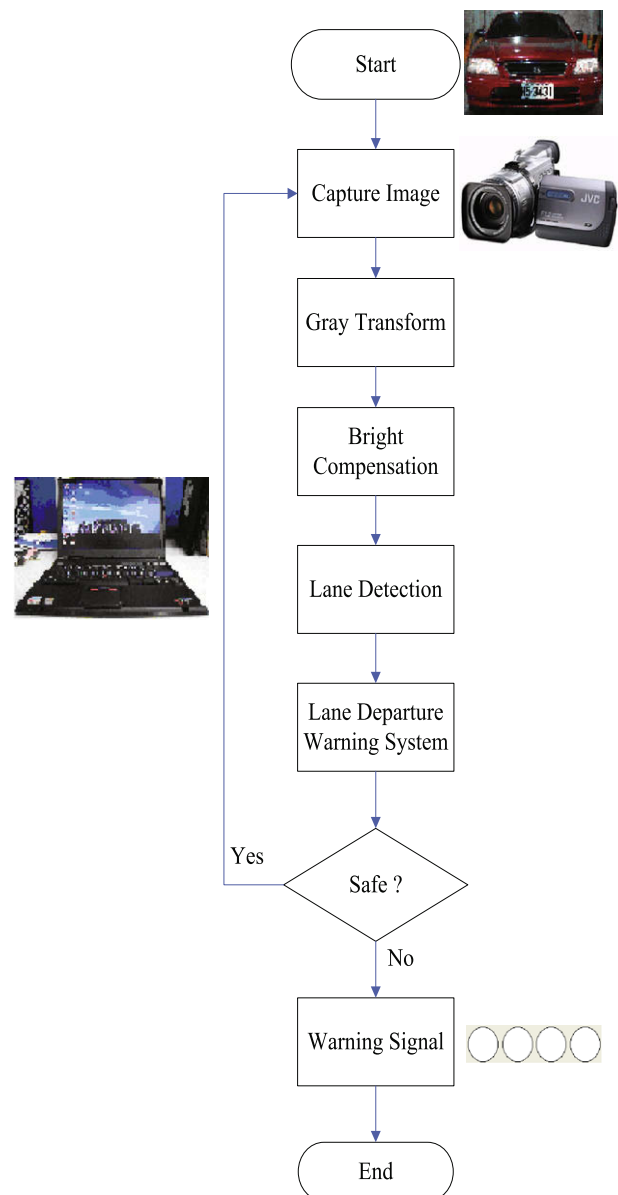 Start
Capture Image
JVC
Gray Transform
Bright
Compensation
Lane Detection
Lane Departure
Warning System
Yes
Safe ?
No
Warning Signal
End